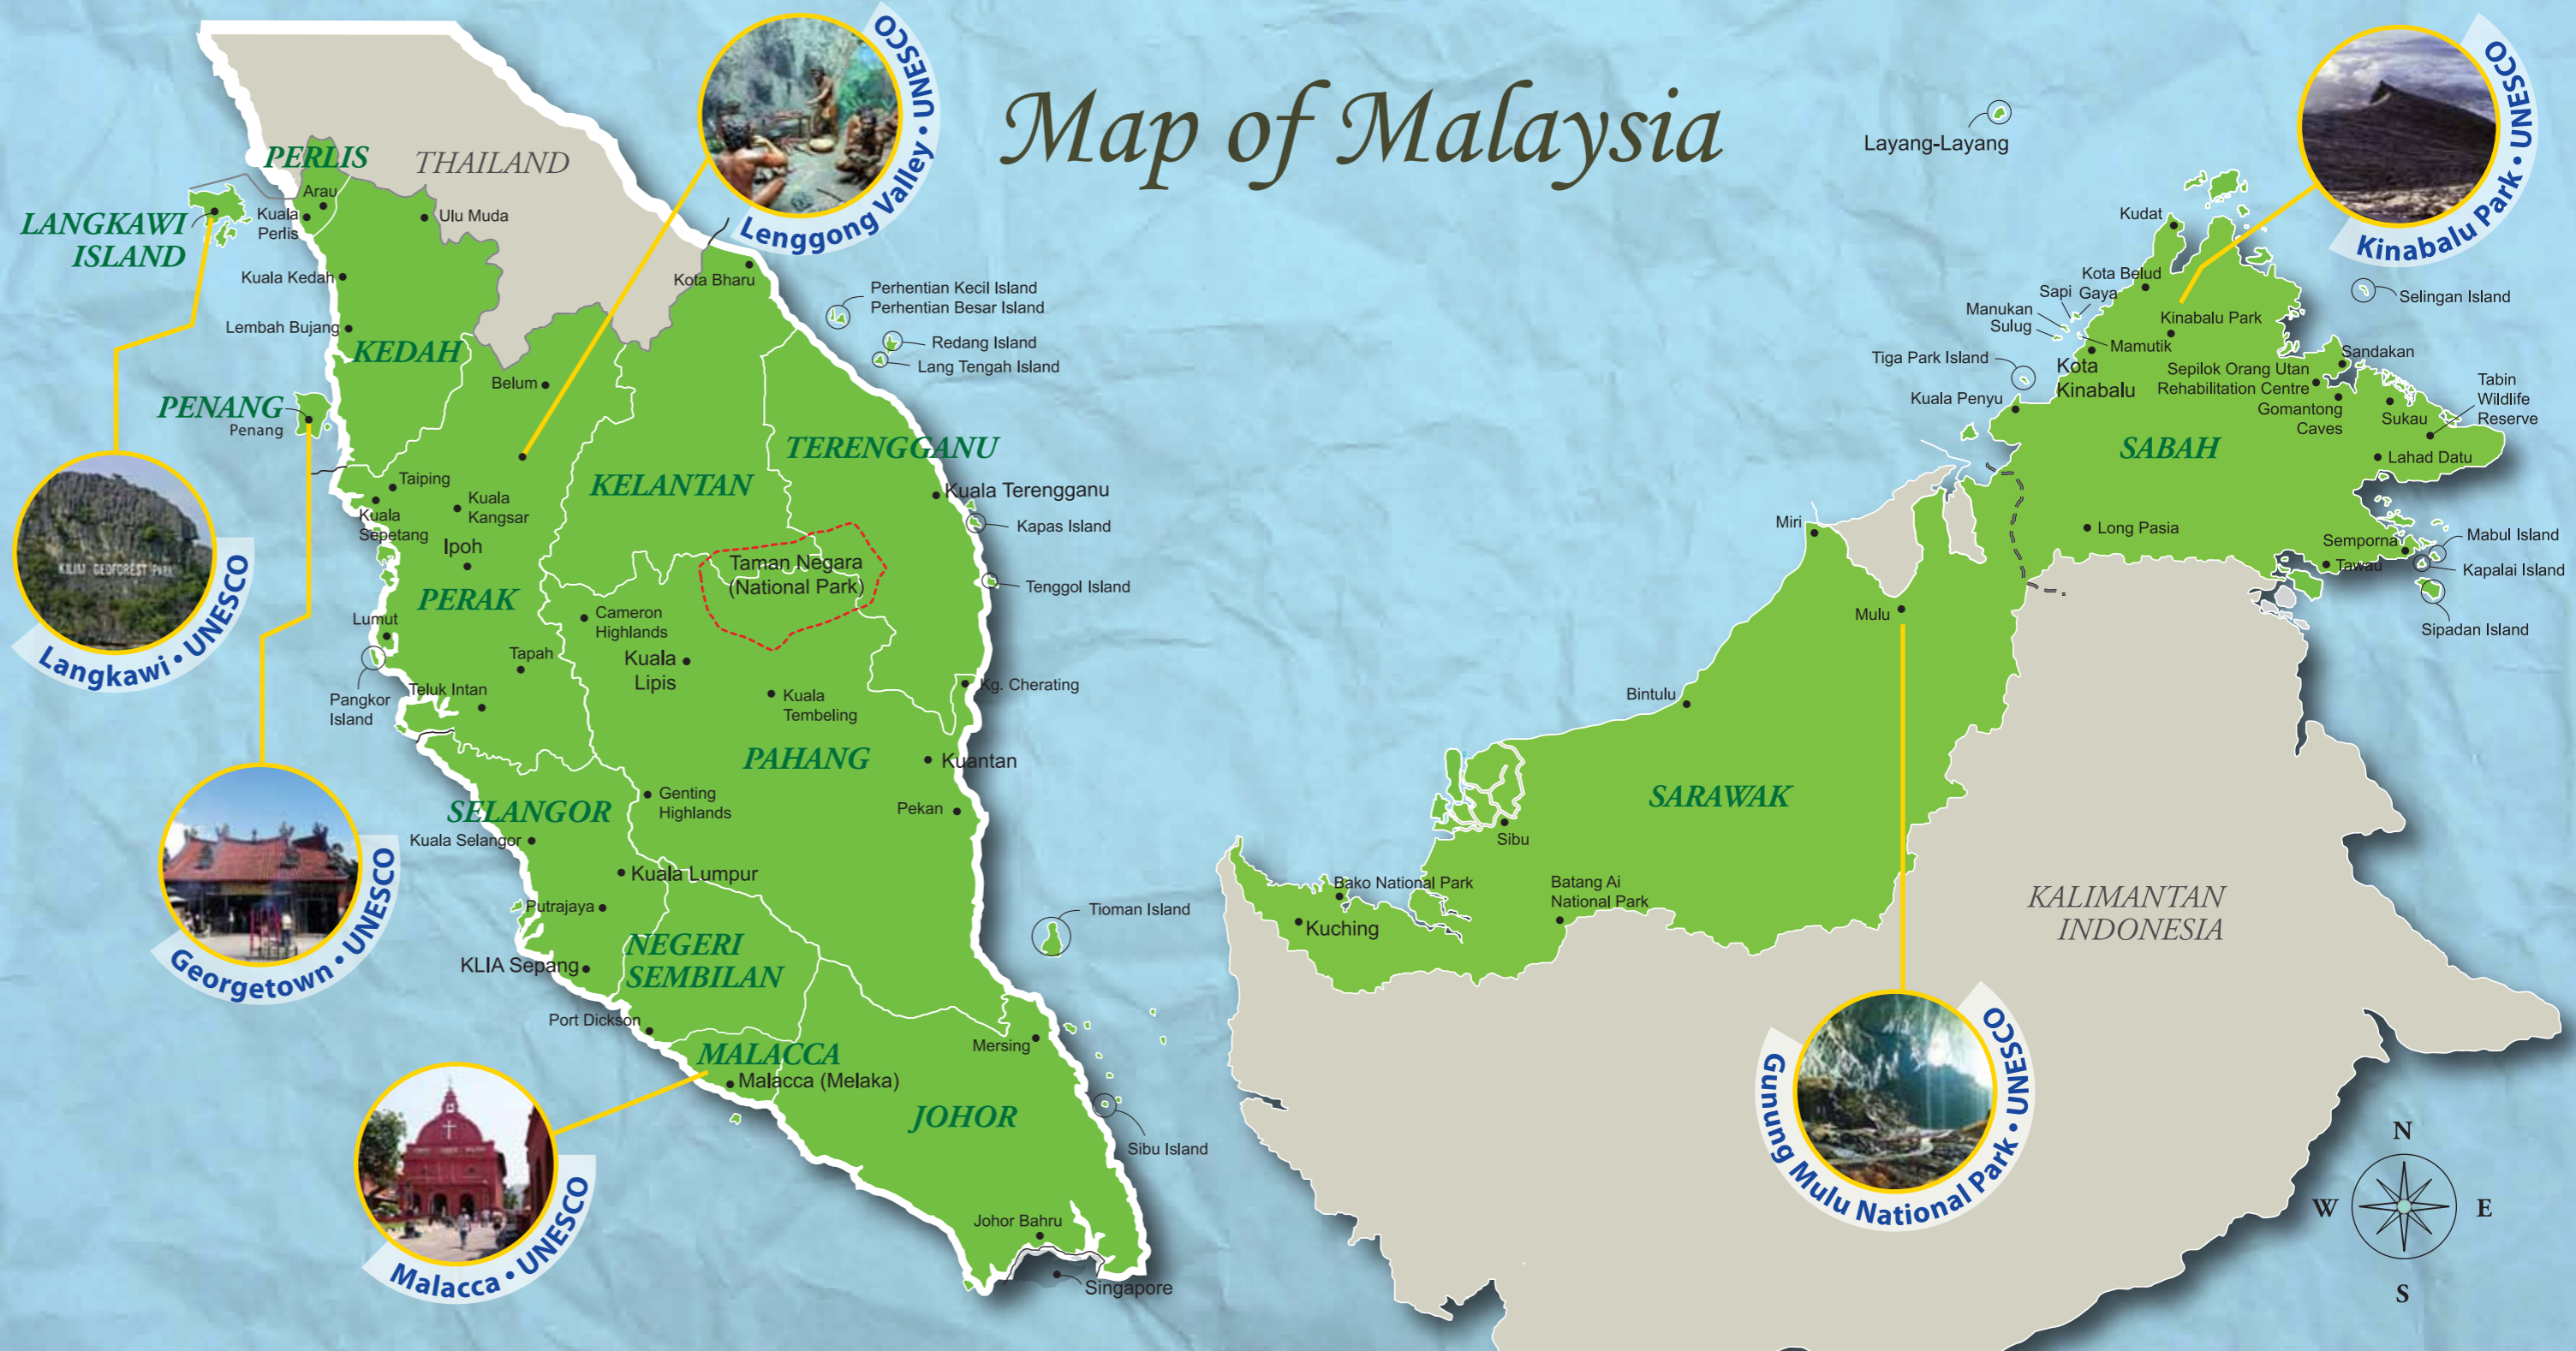 Map of Malaysia
Lenggong Valley • UNESCO
Kinabalu Park • UNESCO
Langkawi • UNESCO
KILIM GEOFOREST PARK
Georgetown • UNESCO
Malacca • UNESCO
Gunung Mulu National Park • UNESCO
THAILAND
PERLIS
Arau
Kuala
Perlis
LANGKAWI
ISLAND
Ulu Muda
Kuala Kedah
Lembah Bujang
KEDAH
PENANG
Penang
Belum
Kota Bharu
Perhentian Kecil Island
Perhentian Besar Island
Redang Island
Lang Tengah Island
TERENGGANU
KELANTAN
Kuala Terengganu
Kapas Island
Tenggol Island
Taiping
Kuala
Sepetang
Kuala
Kangsar
Ipoh
PERAK
Lumut
Pangkor
Island
Tapah
Teluk Intan
Taman Negara
(National Park)
Cameron
Highlands
Kuala
Lipis
Kuala
Tembeling
Kg. Cherating
PAHANG
Kuantan
Pekan
SELANGOR
Genting
Highlands
Kuala Selangor
Kuala Lumpur
Putrajaya
KLIA Sepang
NEGERI
SEMBILAN
Port Dickson
MALACCA
Malacca (Melaka)
Tioman Island
Mersing
JOHOR
Sibu Island
Johor Bahru
Singapore
Layang-Layang
Kudat
Kota Belud
Sapi
Gaya
Manukan
Sulug
Mamutik
Kinabalu Park
Selingan Island
Tiga Park Island
Kota
Kinabalu
Kuala Penyu
Sandakan
Sepilok Orang Utan
Rehabilitation Centre
Gomantong
Caves
Sukau
Tabin
Wildlife
Reserve
SABAH
Lahad Datu
Long Pasia
Semporna
Tawau
Mabul Island
Kapalai Island
Sipadan Island
Miri
Mulu
Bintulu
SARAWAK
Sibu
Bako National Park
Kuching
Batang Ai
National Park
KALIMANTAN
INDONESIA
N
W
E
S